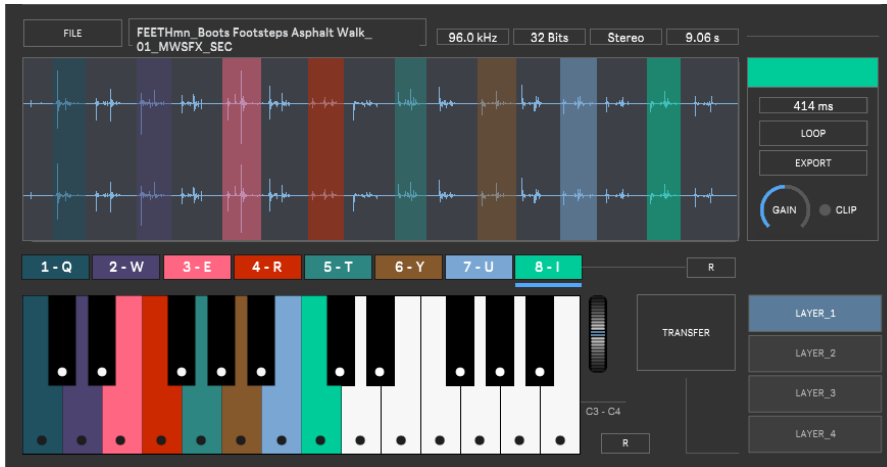 FILE
FEETHmn_Boots Footsteps Asphalt Walk_
01_MWSFX_SEC
96.0 kHz
32 Bits
Stereo
9.06 s
414 ms
LOOP
EXPORT
GAIN
CLIP
1 - Q
2 - W
3 - E
4 - R
5 - T
6 - Y
7 - U
8 - I
R
TRANSFER
LAYER_1
LAYER_2
LAYER_3
LAYER_4
C3 - C4
R